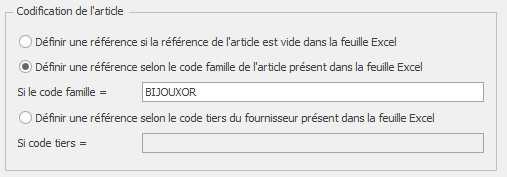 Codification de l'article
Définir une référence si la référence de l'article est vide dans la feuille Excel
Définir une référence selon le code famille de l'article présent dans la feuille Excel
Si le code famille =
BIJOUXOR
Définir une référence selon le code tiers du fournisseur présent dans la feuille Excel
Si code tiers =